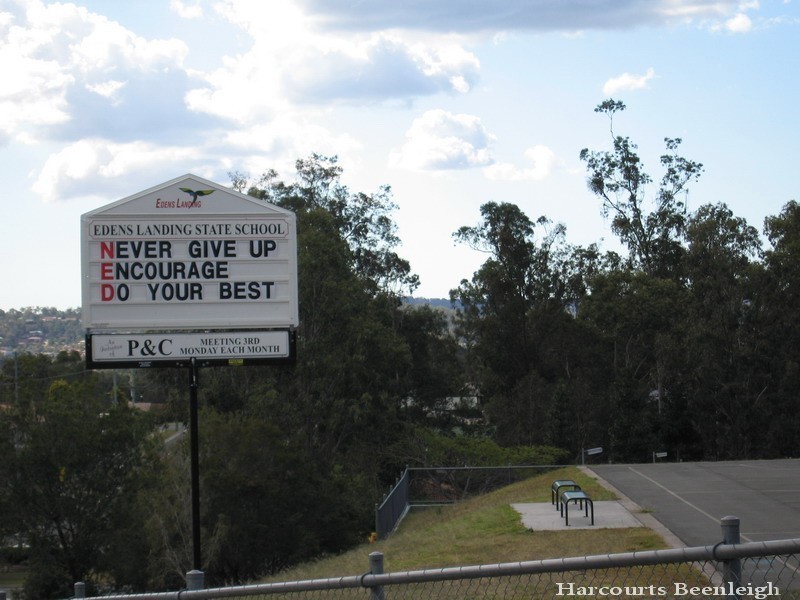 EDENS LANDING
EDENS LANDING STATE SCHOOL
NEVER GIVE UP
ENCOURAGE
DO YOUR BEST
P&C
MEETING 3RD
MONDAY EACH MONTH
Harcourts Beenleigh